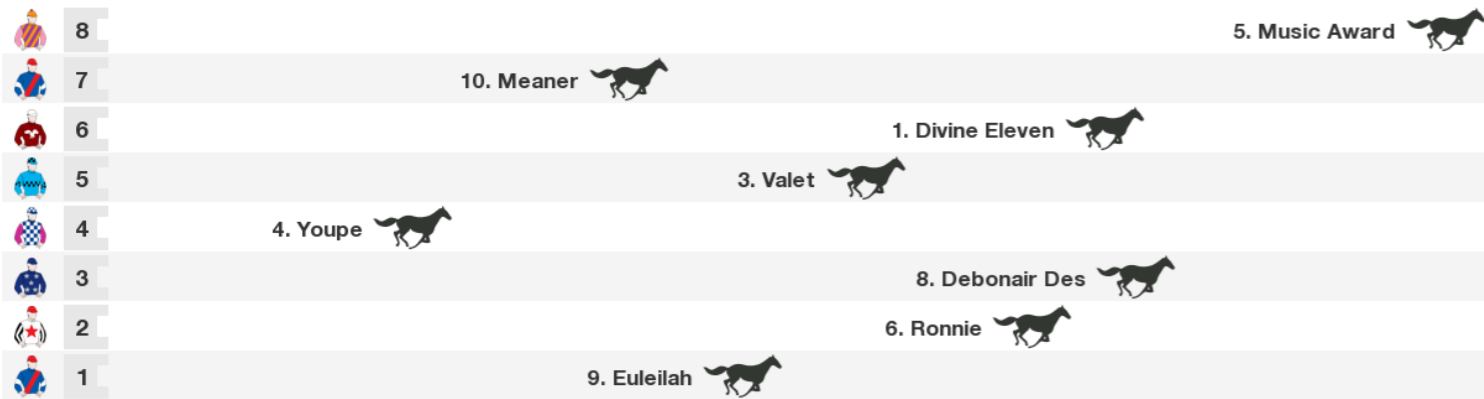 8 5. Music Award
7 10. Meaner
6 1. Divine Eleven
5 3. Valet
4 4. Youpe
3 8. Debonair Des
2 6. Ronnie
1 9. Euleilah